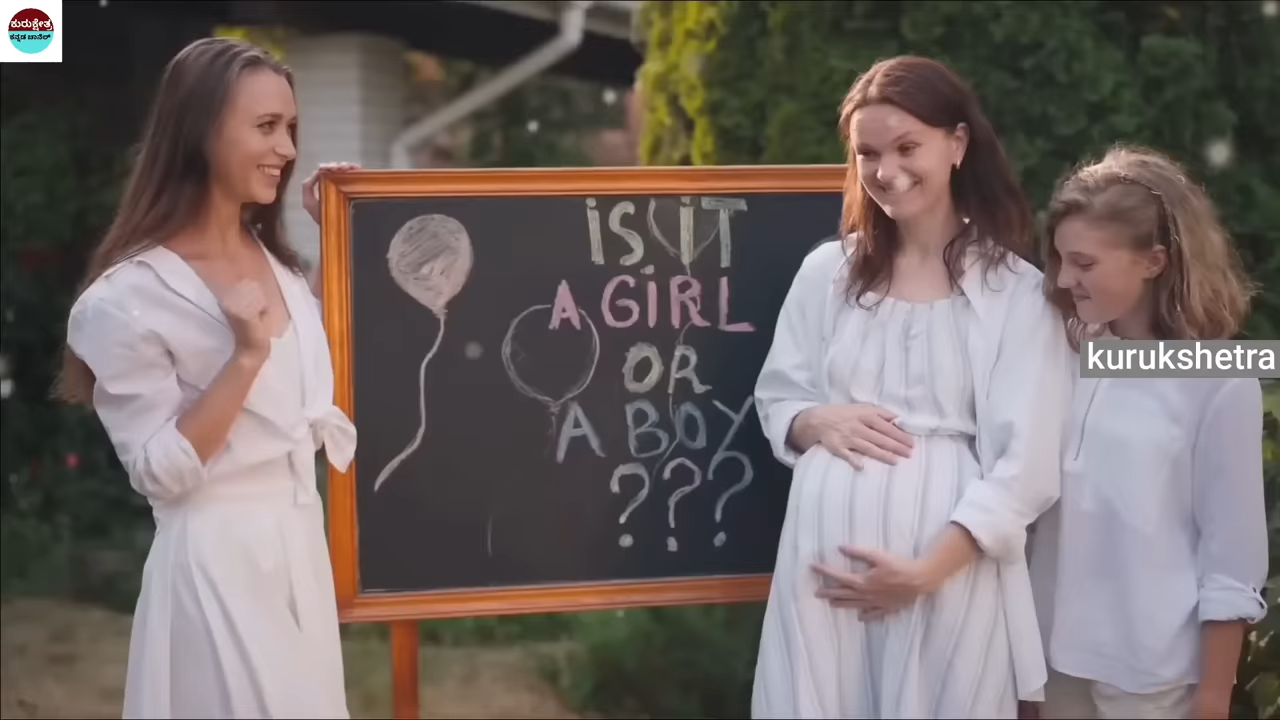 ಕುರುಕ್ಷೇತ್ರ
ಕನ್ನಡ ಚಾನೆಲ್
iS iT
A GiRL
OR
A BOY
???
kurukshetra